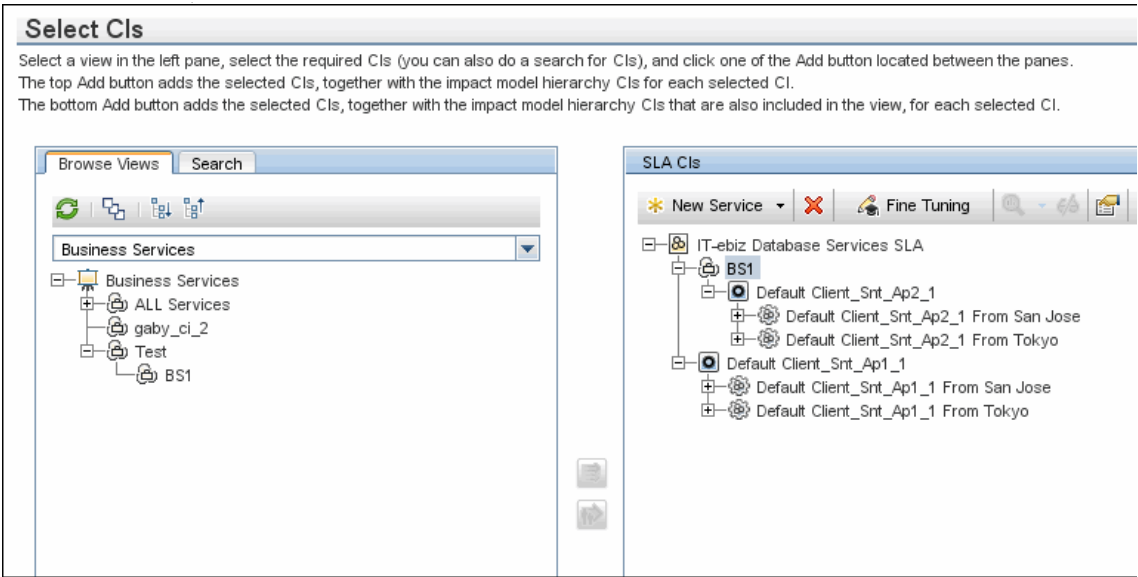 Select CIs
Select a view in the left pane, select the required CIs (you can also do a search for CIs), and click one of the Add button located between the panes.
The top Add button adds the selected CIs, together with the impact model hierarchy CIs for each selected CI.
The bottom Add button adds the selected CIs, together with the impact model hierarchy CIs that are also included in the view, for each selected CI.
Browse Views
Search
Business Services
Business Services
ALL Services
gaby_ci_2
Test
BS1
SLA CIs
New Service
Fine Tuning
IT-ebiz Database Services SLA
BS1
Default Client_Snt_Ap2_1
Default Client_Snt_Ap2_1 From San Jose
Default Client_Snt_Ap2_1 From Tokyo
Default Client_Snt_Ap1_1
Default Client_Snt_Ap1_1 From San Jose
Default Client_Snt_Ap1_1 From Tokyo